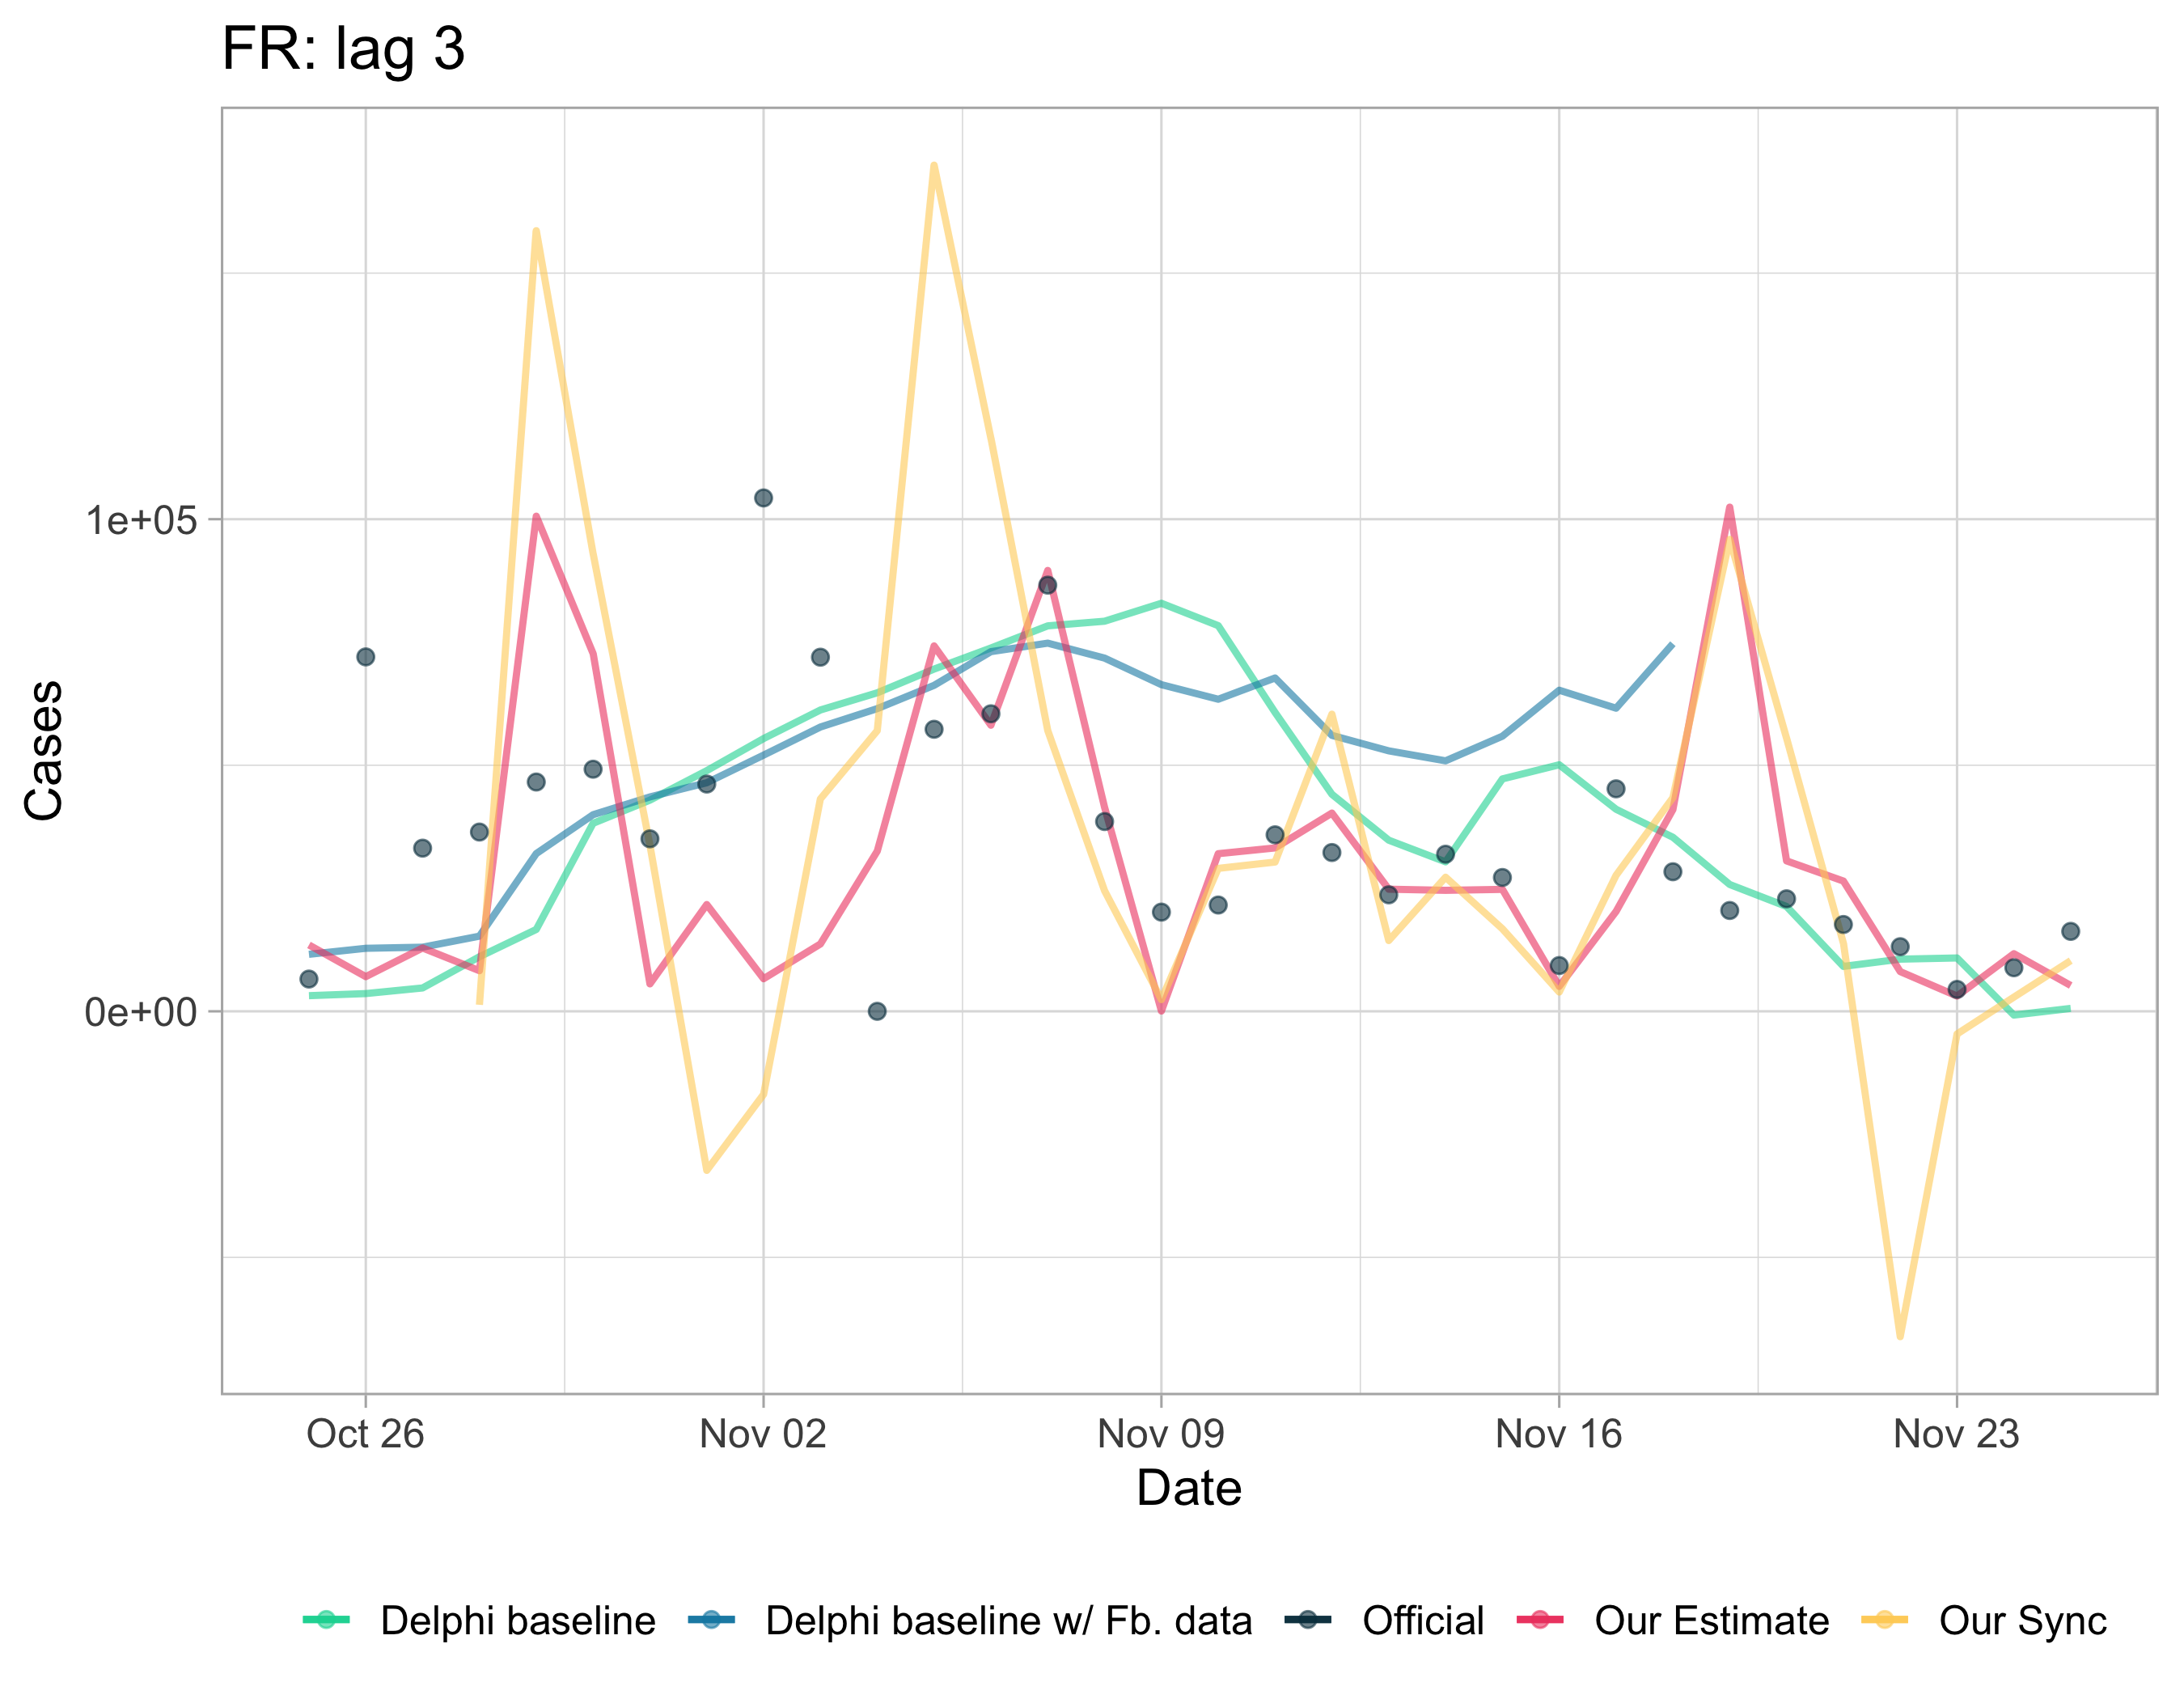 FR: lag 3
Cases
1e+05
0e+00
Oct 26
Nov 02
Nov 09
Nov 16
Nov 23
Date
Delphi baseline
Delphi baseline w/ Fb. data
Official
Our Estimate
Our Sync